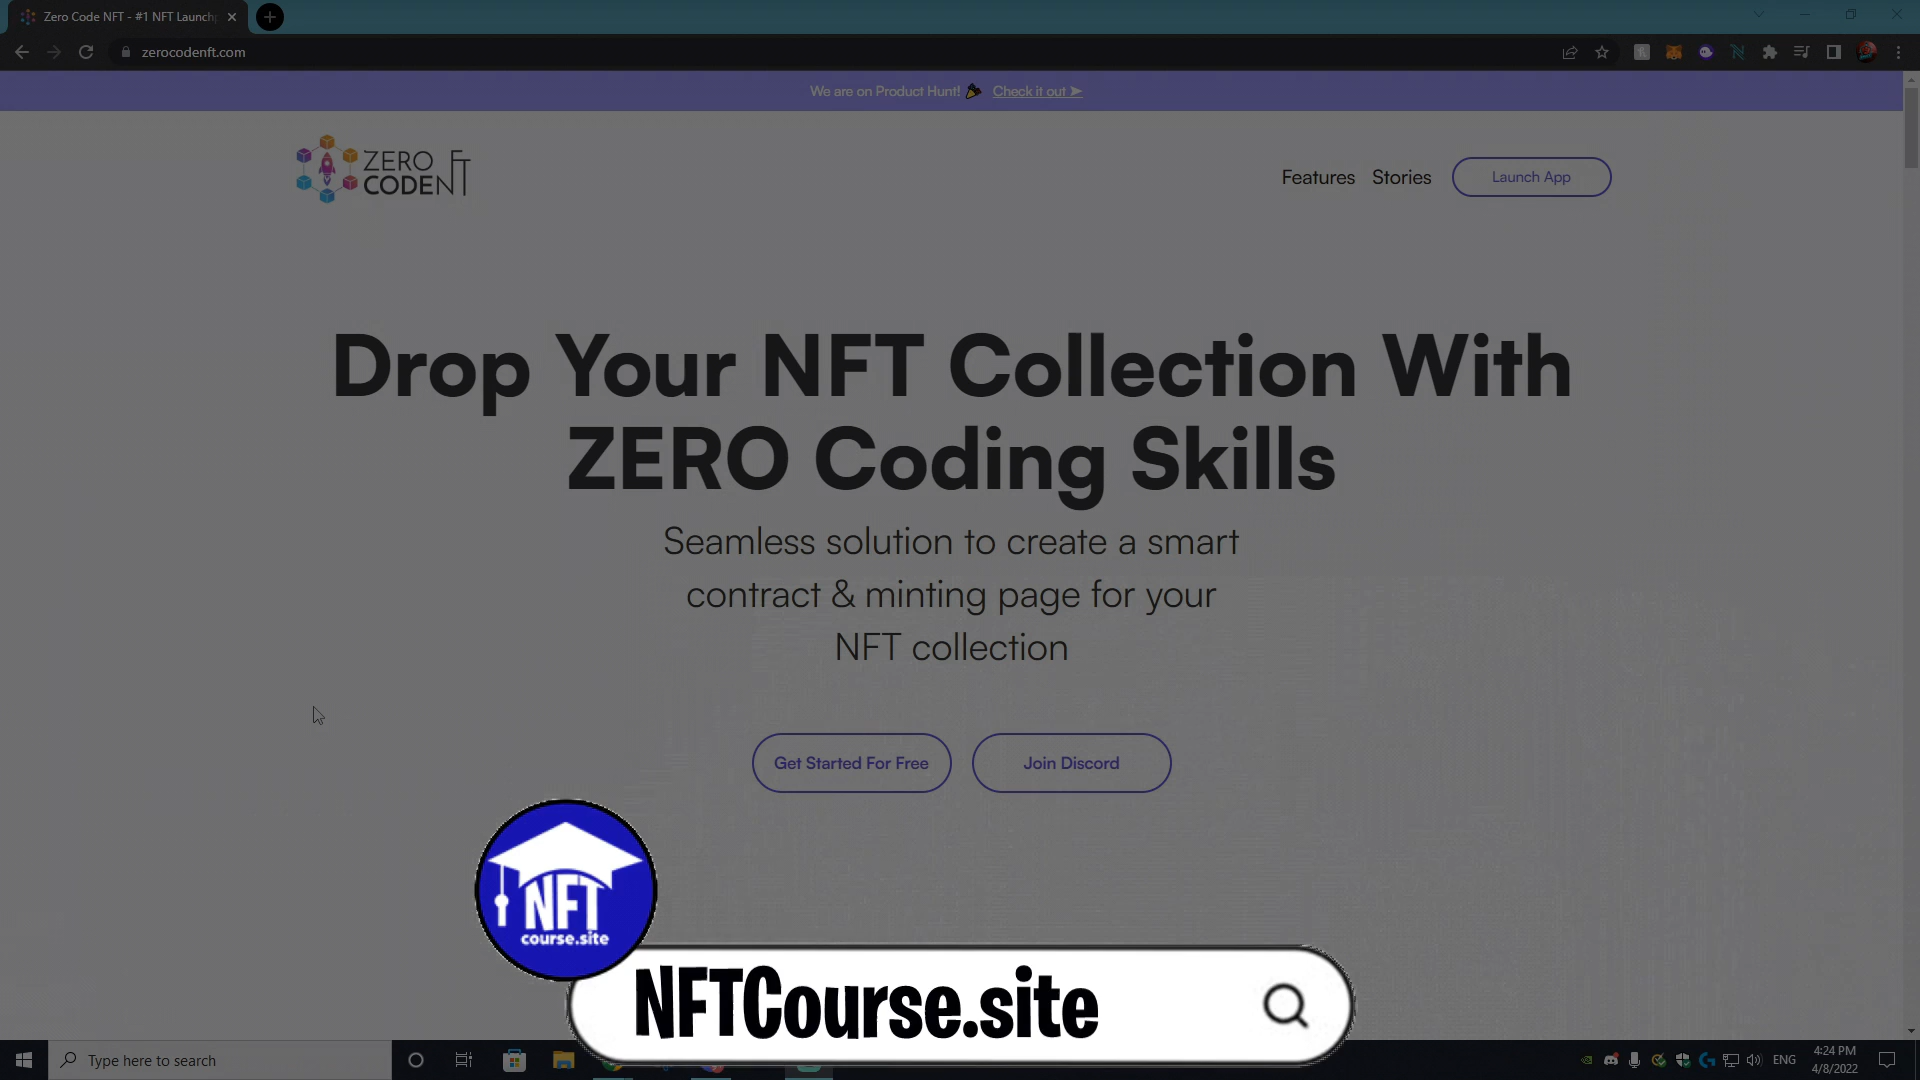 Zero Code NFT - #1 NFT Launchp
zerocodenft.com
We are on Product Hunt! 🎉 Check it out ➤
ZERO
CODENFT
Features Stories Launch App
Drop Your NFT Collection With
ZERO Coding Skills
Seamless solution to create a smart
contract & minting page for your
NFT collection
Get Started For Free Join Discord
NFT
course.site
NFTCourse.site
Type here to search
ENG
4:24 PM
4/8/2022